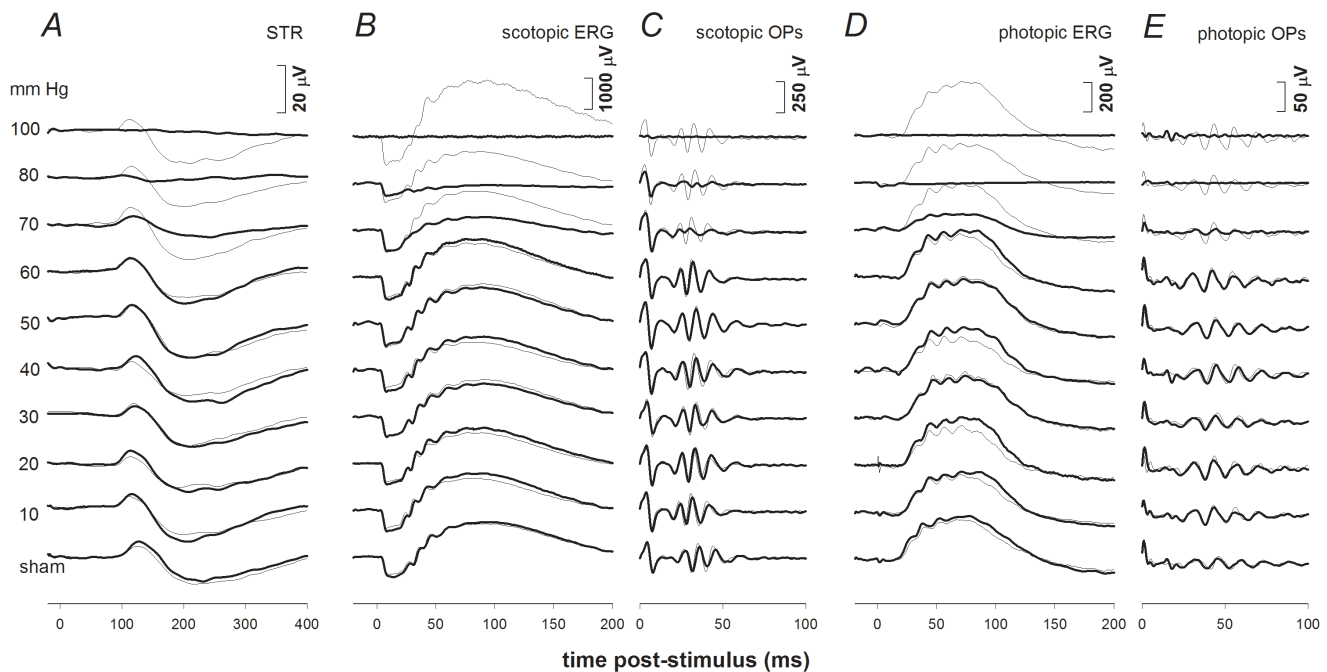 A STR
B scotopic ERG
C scotopic OPs
D photopic ERG
E photopic OPs
20 μV
1000 μV
250 μV
200 μV
50 μV
mm Hg
100
80
70
60
50
40
30
20
10
sham
0 100 200 300 400
0 50 100 150 200
0 50 100
0 50 100 150 200
0 50 100
time post-stimulus (ms)